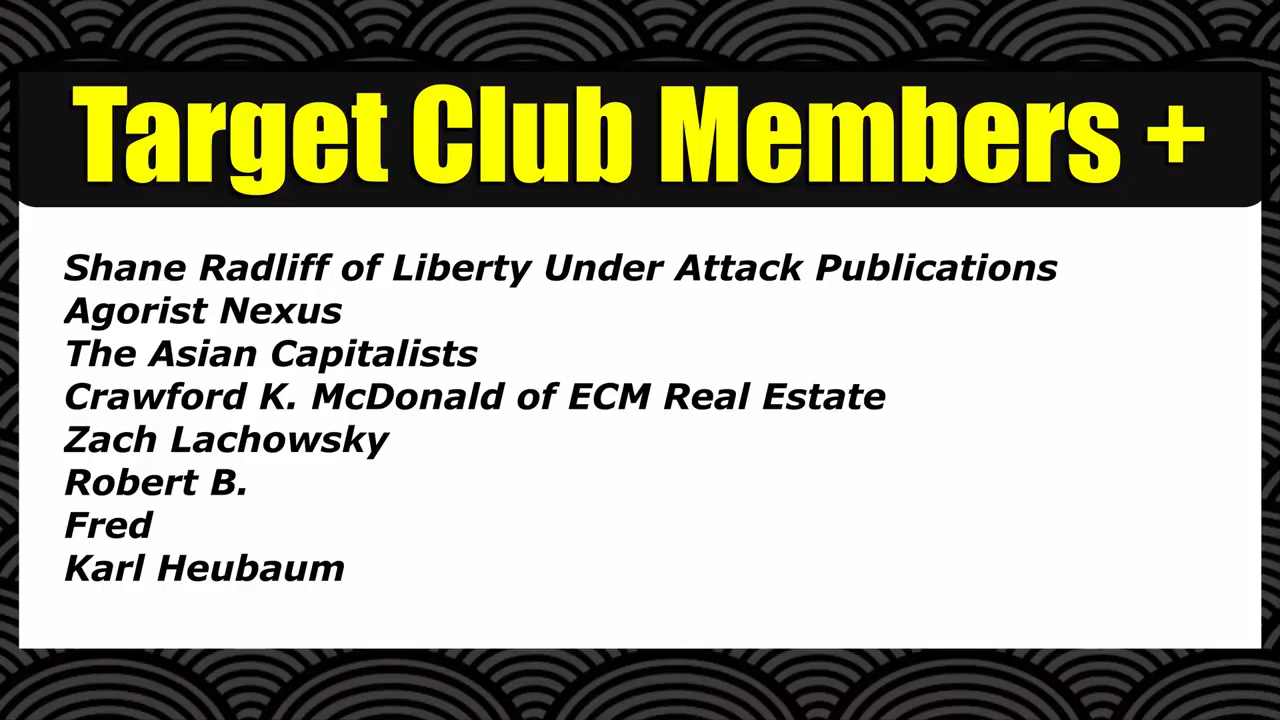 Target Club Members +
Shane Radliff of Liberty Under Attack Publications
Agorist Nexus
The Asian Capitalists
Crawford K. McDonald of ECM Real Estate
Zach Lachowsky
Robert B.
Fred
Karl Heubaum